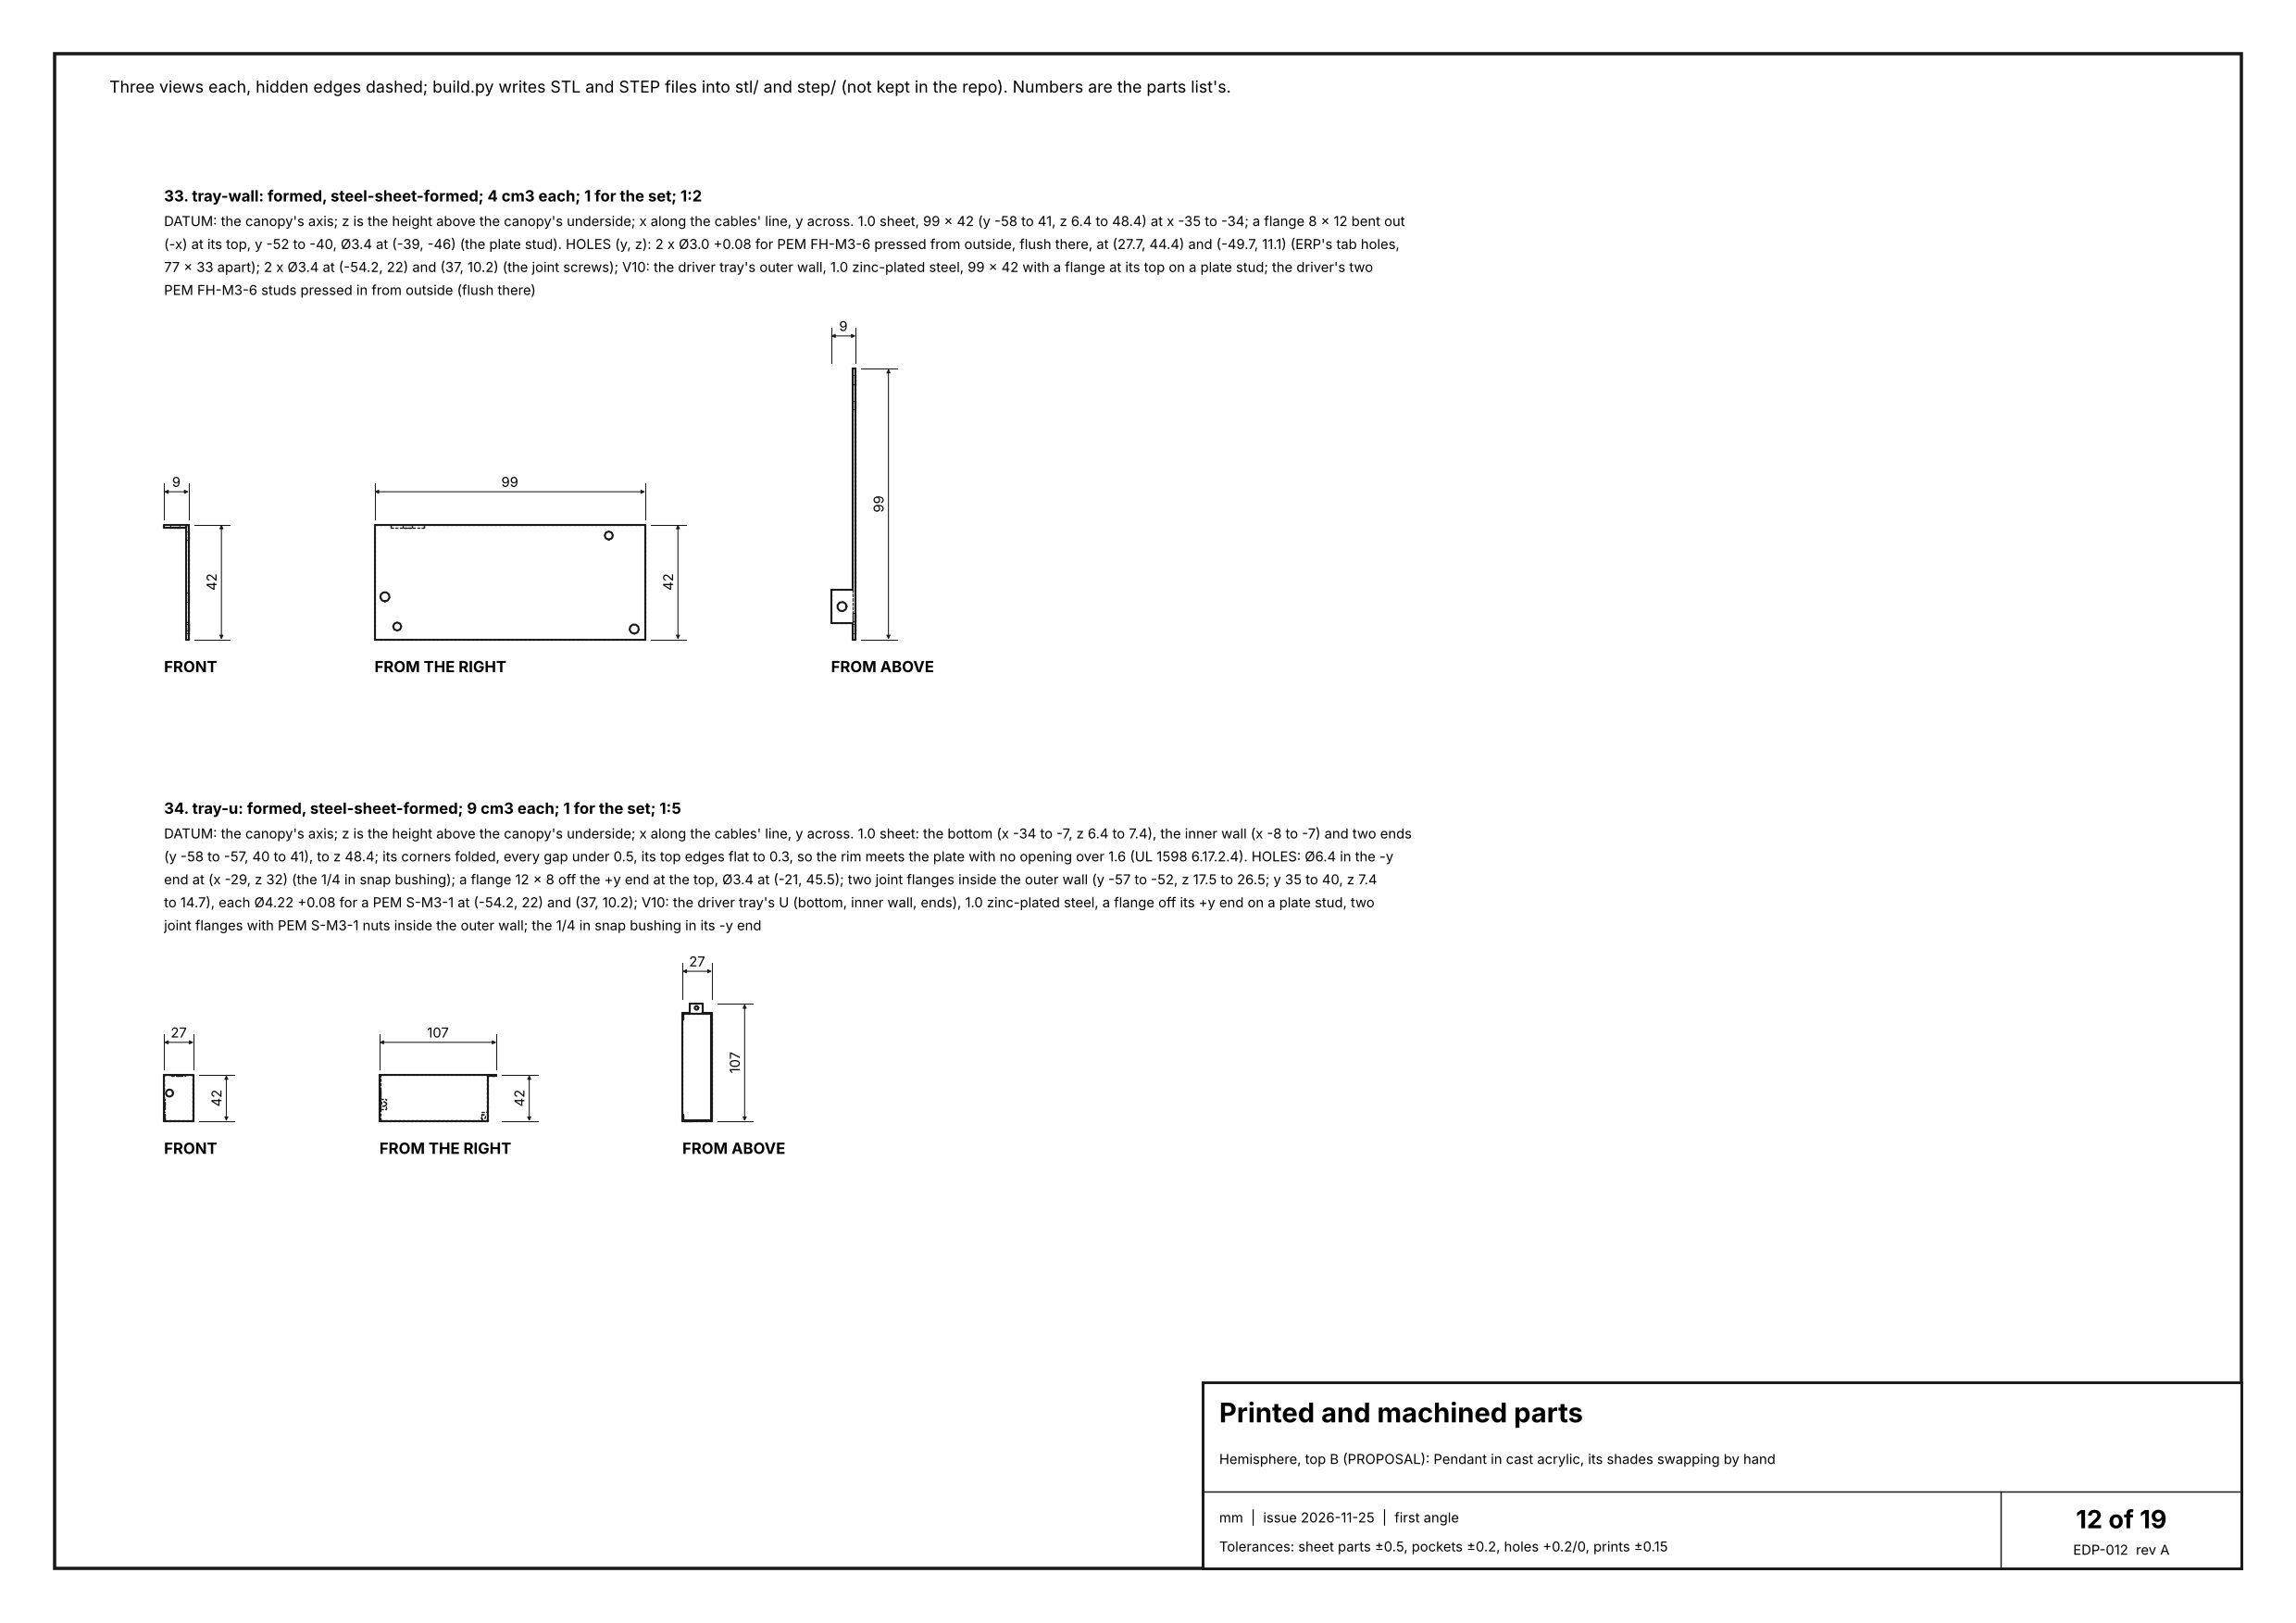 Three views each, hidden edges dashed; build.py writes STL and STEP files into stl/ and step/ (not kept in the repo). Numbers are the parts list's.
33. tray-wall: formed, steel-sheet-formed; 4 cm3 each; 1 for the set; 1:2
DATUM: the canopy's axis; z is the height above the canopy's underside; x along the cables' line, y across. 1.0 sheet, 99 × 42 (y -58 to 41, z 6.4 to 48.4) at x -35 to -34; a flange 8 × 12 bent out
(-x) at its top, y -52 to -40, Ø3.4 at (-39, -46) (the plate stud). HOLES (y, z): 2 x Ø3.0 +0.08 for PEM FH-M3-6 pressed from outside, flush there, at (27.7, 44.4) and (-49.7, 11.1) (ERP's tab holes,
77 × 33 apart); 2 x Ø3.4 at (-54.2, 22) and (37, 10.2) (the joint screws); V10: the driver tray's outer wall, 1.0 zinc-plated steel, 99 × 42 with a flange at its top on a plate stud; the driver's two
PEM FH-M3-6 studs pressed in from outside (flush there)
9
99
42
9
99
42
42
FRONT
FROM THE RIGHT
FROM ABOVE
34. tray-u: formed, steel-sheet-formed; 9 cm3 each; 1 for the set; 1:5
DATUM: the canopy's axis; z is the height above the canopy's underside; x along the cables' line, y across. 1.0 sheet: the bottom (x -34 to -7, z 6.4 to 7.4), the inner wall (x -8 to -7) and two ends
(y -58 to -57, 40 to 41), to z 48.4; its corners folded, every gap under 0.5, its top edges flat to 0.3, so the rim meets the plate with no opening over 1.6 (UL 1598 6.17.2.4). HOLES: Ø6.4 in the -y
end at (x -29, z 32) (the 1/4 in snap bushing); a flange 12 × 8 off the +y end at the top, Ø3.4 at (-21, 45.5); two joint flanges inside the outer wall (y -57 to -52, z 17.5 to 26.5; y 35 to 40, z 7.4
to 14.7), each Ø4.22 +0.08 for a PEM S-M3-1 at (-54.2, 22) and (37, 10.2); V10: the driver tray's U (bottom, inner wall, ends), 1.0 zinc-plated steel, a flange off its +y end on a plate stud, two
joint flanges with PEM S-M3-1 nuts inside the outer wall; the 1/4 in snap bushing in its -y end
27
27
107
107
42
42
FRONT
FROM THE RIGHT
FROM ABOVE
Printed and machined parts
Hemisphere, top B (PROPOSAL): Pendant in cast acrylic, its shades swapping by hand
mm | issue 2026-11-25 | first angle
Tolerances: sheet parts ±0.5, pockets ±0.2, holes +0.2/0, prints ±0.15
12 of 19
EDP-012 rev A